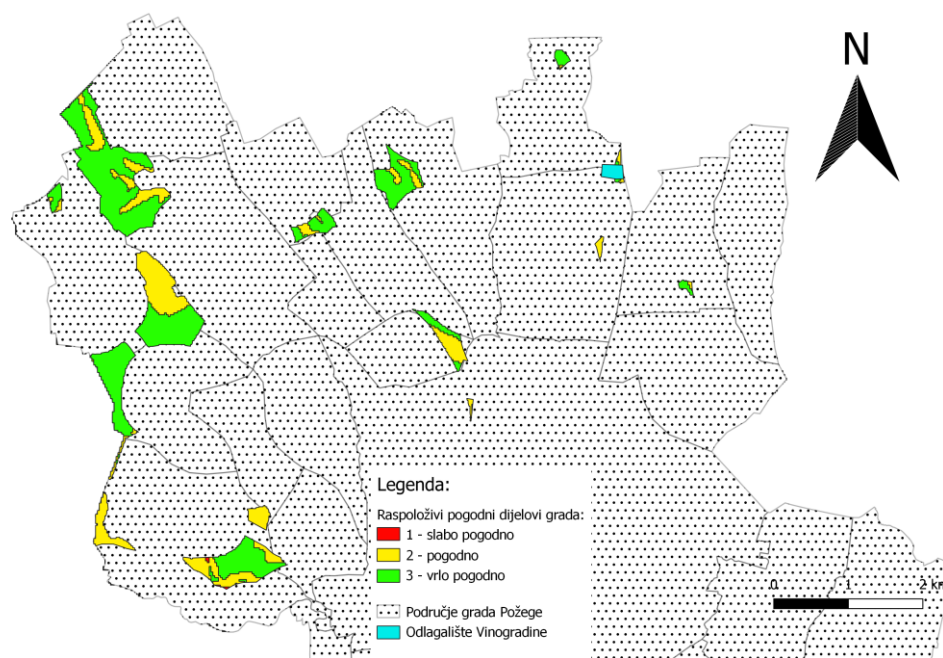 N
Legenda:
Raspoloživi pogodni dijelovi grada:
1 - slabo pogodno
2 - pogodno
3 - vrlo pogodno
Područje grada Požege
Odlagalište Vinogradine
0 1 2